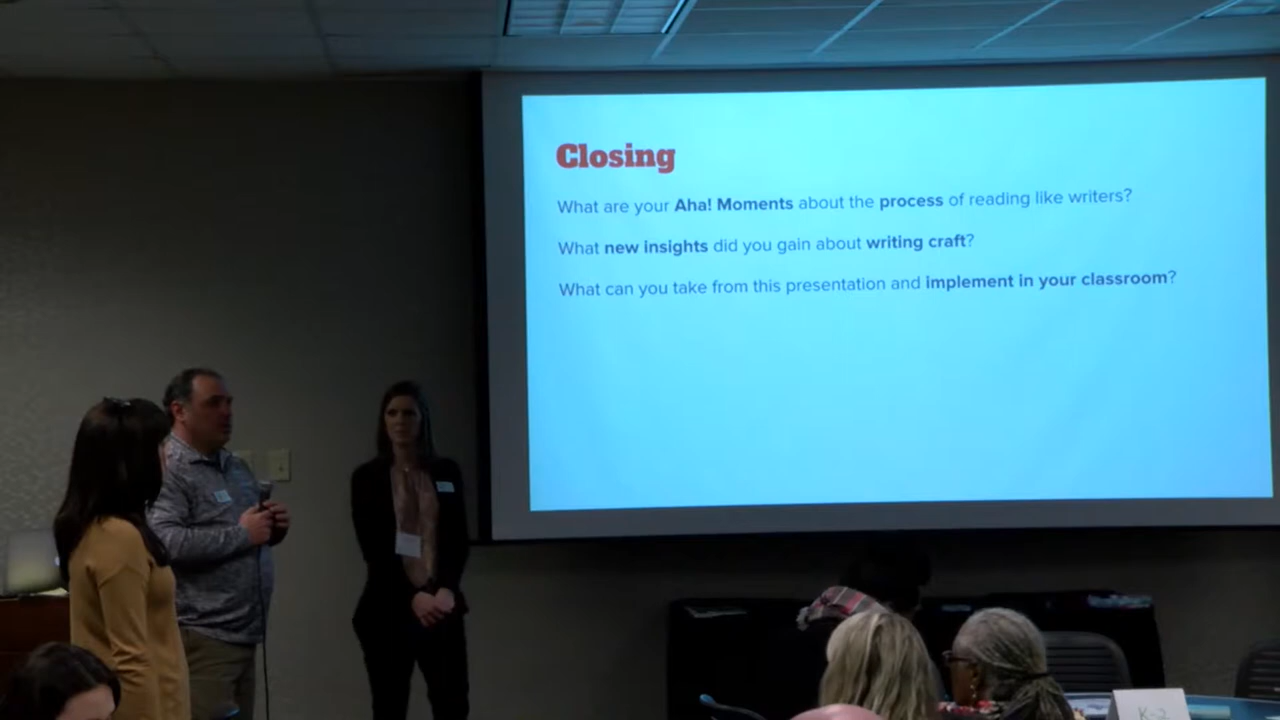 Closing
What are your Aha! Moments about the process of reading like writers?
What new insights did you gain about writing craft?
What can you take from this presentation and implement in your classroom?
K-2